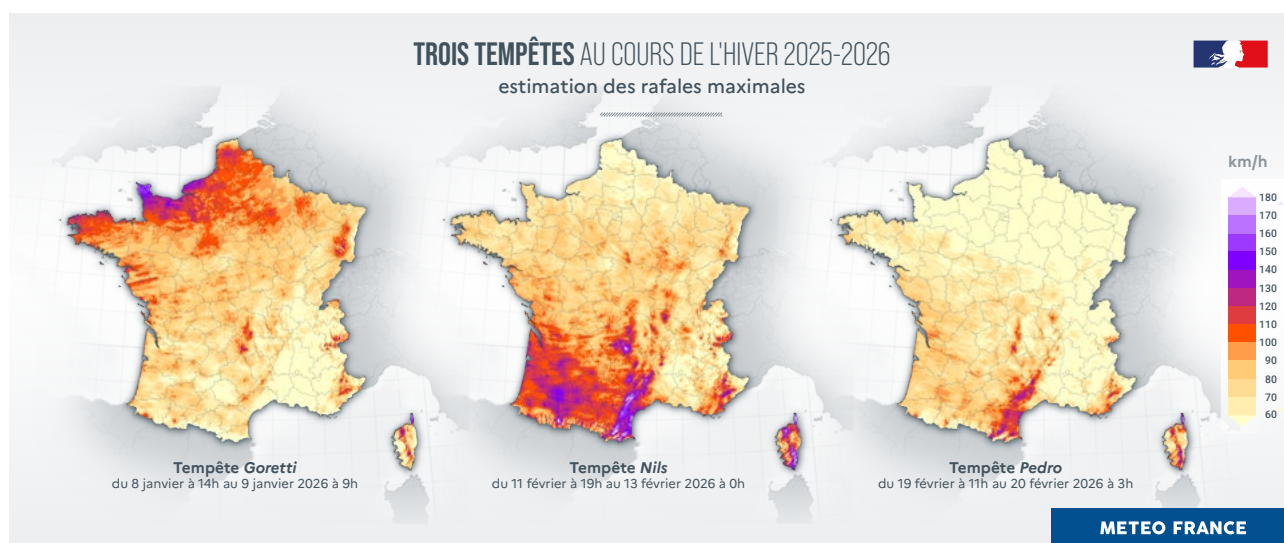 TROIS TEMPÊTES AU COURS DE L'HIVER 2025-2026
estimation des rafales maximales
km/h
180
170
160
150
140
130
120
110
100
90
80
70
60
Tempête Goretti
du 8 janvier à 14h au 9 janvier 2026 à 9h
Tempête Nils
du 11 février à 19h au 13 février 2026 à 0h
Tempête Pedro
du 19 février à 11h au 20 février 2026 à 3h
METEO FRANCE